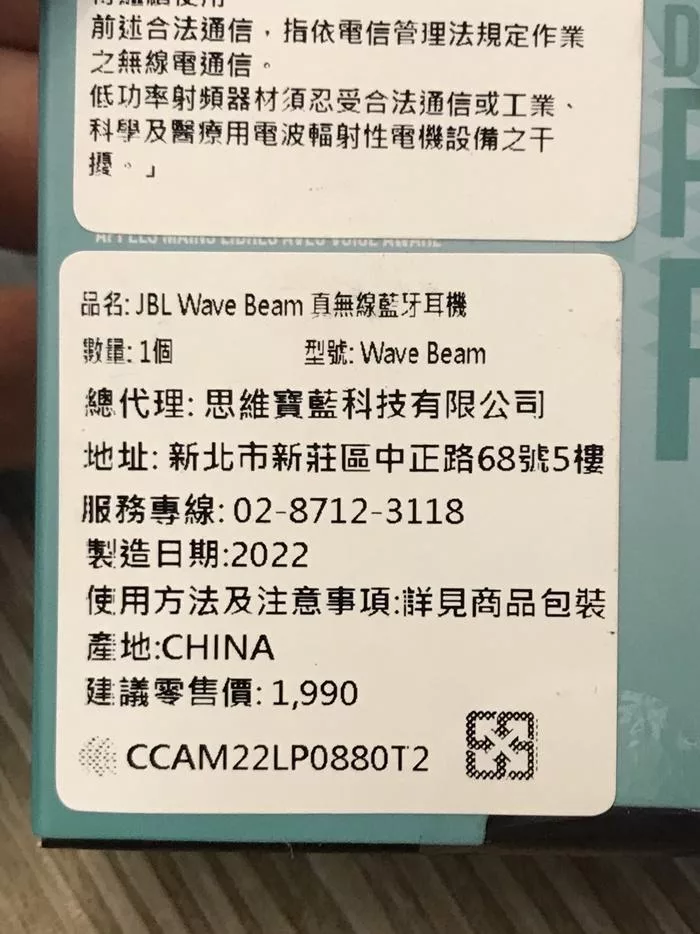 得繼續使用
前述合法通信，指依電信管理法規定作業
之無線電通信。
低功率射頻器材須忍受合法通信或工業、
科學及醫療用電波輻射性電機設備之干
擾。」
品名: JBL Wave Beam 真無線藍牙耳機
數量: 1個 型號: Wave Beam
總代理: 思維寶藍科技有限公司
地址: 新北市新莊區中正路68號5樓
服務專線: 02-8712-3118
製造日期:2022
使用方法及注意事項:詳見商品包裝
產地:CHINA
建議零售價: 1,990
CCAM22LP0880T2